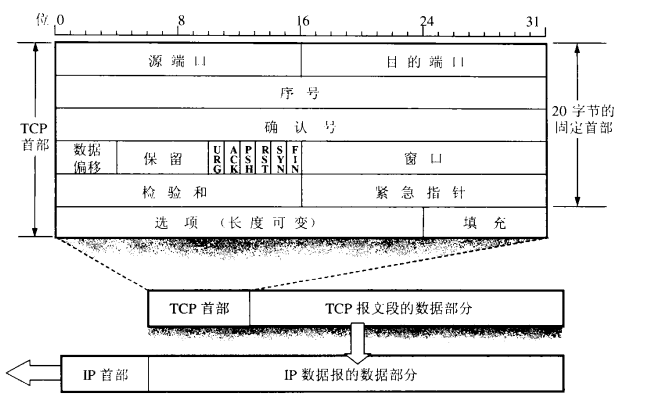 位 0 8 16 24 31
源端口 目的端口
序号
TCP
首部
20 字节的
固定首部
确认号
数据
偏移
保留
URG
ACK
PSH
RST
SYN
FIN
窗口
检验和 紧急指针
选项 (长度可变) 填充
TCP 首部 TCP 报文段的数据部分
IP 首部 IP 数据报的数据部分